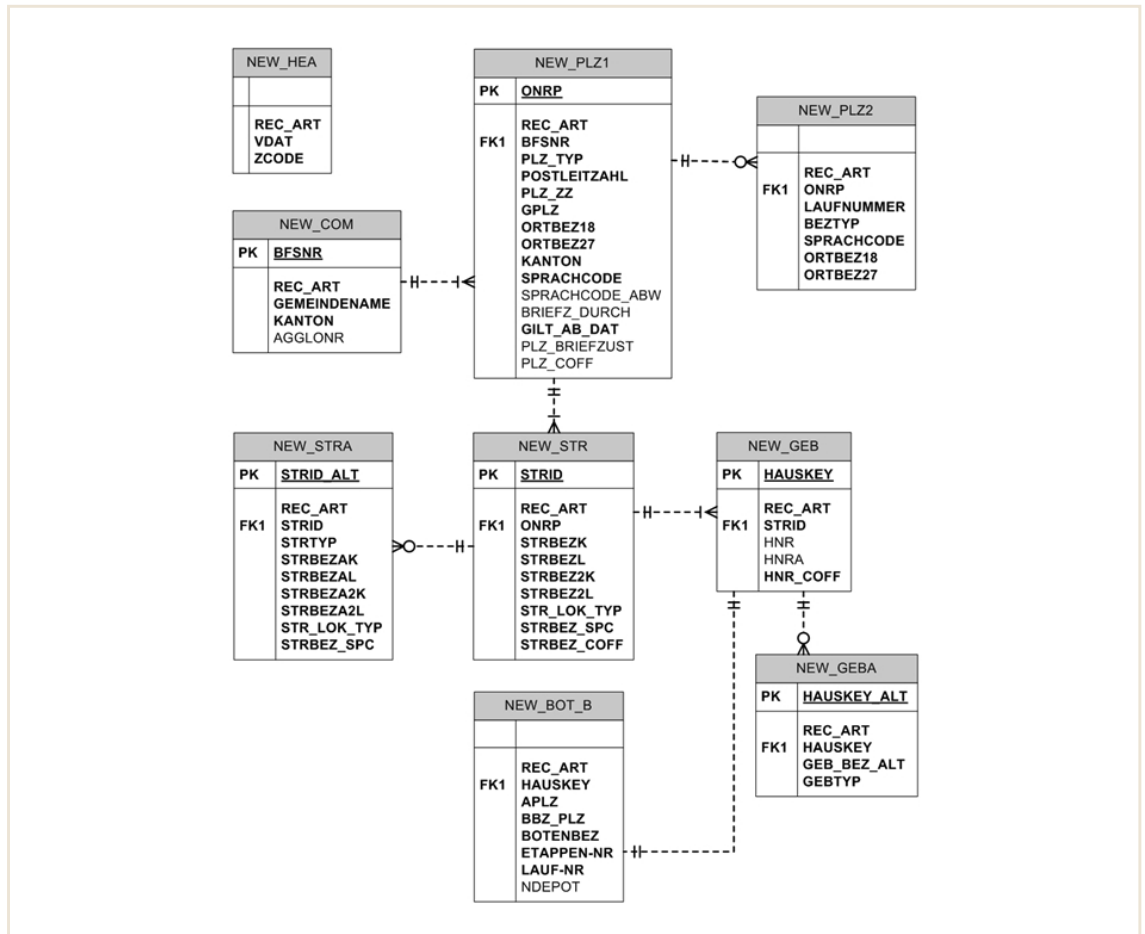 NEW_HEA
REC_ART
VDAT
ZCODE
NEW_PLZ1
PK ONRP
REC_ART
FK1 BFSNR
PLZ_TYP
POSTLEITZAHL
PLZ_ZZ
GPLZ
ORTBEZ18
ORTBEZ27
KANTON
SPRACHCODE
SPRACHCODE_ABW
BRIEFZ_DURCH
GILT_AB_DAT
PLZ_BRIEFZUST
PLZ_COFF
NEW_PLZ2
REC_ART
FK1 ONRP
LAUFNUMMER
BEZTYP
SPRACHCODE
ORTBEZ18
ORTBEZ27
NEW_COM
PK BFSNR
REC_ART
GEMEINDENAME
KANTON
AGGLONR
NEW_STRA
PK STRID_ALT
REC_ART
FK1 STRID
STRTYP
STRBEZAK
STRBEZAL
STRBEZA2K
STRBEZA2L
STR_LOK_TYP
STRBEZ_SPC
NEW_STR
PK STRID
REC_ART
FK1 ONRP
STRBEZK
STRBEZL
STRBEZ2K
STRBEZ2L
STR_LOK_TYP
STRBEZ_SPC
STRBEZ_COFF
NEW_GEB
PK HAUSKEY
REC_ART
FK1 STRID
HNR
HNRA
HNR_COFF
NEW_GEBA
PK HAUSKEY_ALT
REC_ART
FK1 HAUSKEY
GEB_BEZ_ALT
GEBTYP
NEW_BOT_B
REC_ART
FK1 HAUSKEY
APLZ
BBZ_PLZ
BOTENBEZ
ETAPPEN-NR
LAUF-NR
NDEPOT